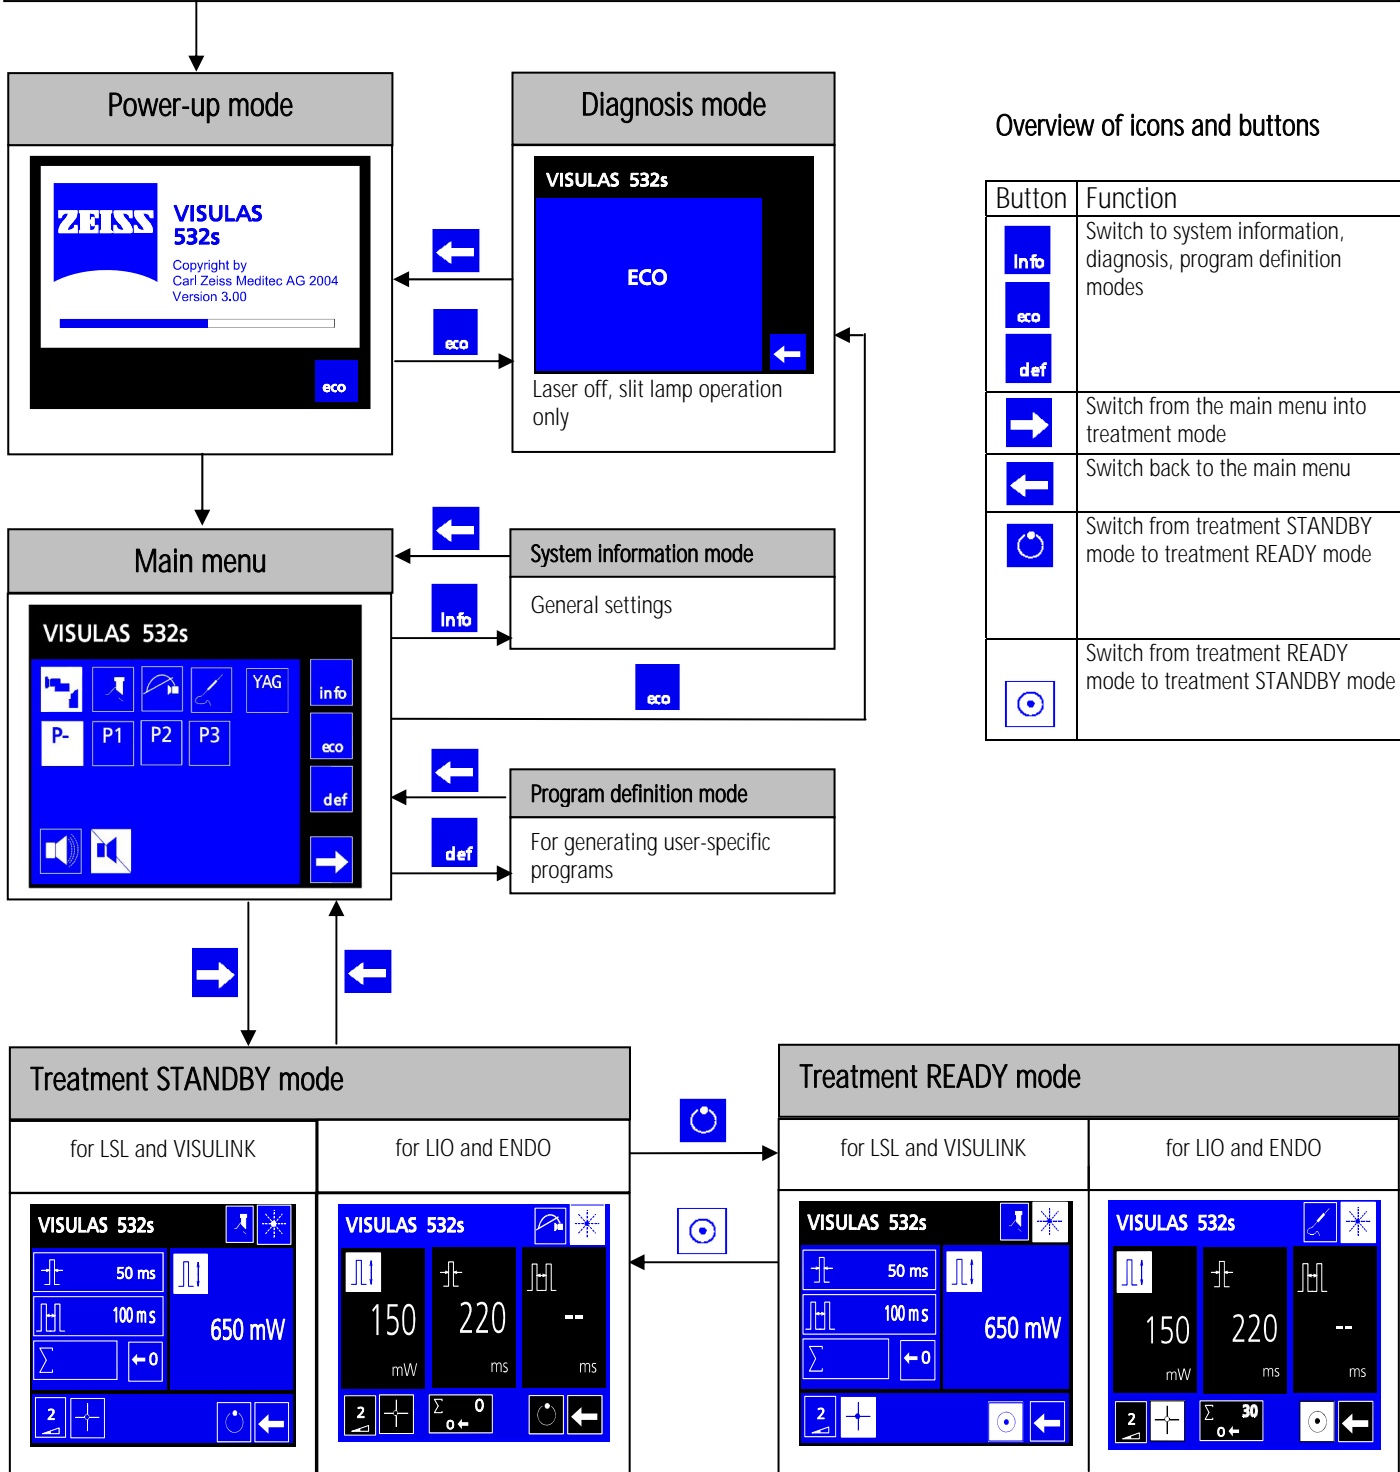 Power-up mode
ZEISS
VISULAS
532s
Copyright by
Carl Zeiss Meditec AG 2004
Version 3.00
eco
eco
Diagnosis mode
VISULAS 532s
ECO
Laser off, slit lamp operation
only
Overview of icons and buttons
Button Function
Info
eco
def
Switch to system information,
diagnosis, program definition
modes
Switch from the main menu into
treatment mode
Switch back to the main menu
Switch from treatment STANDBY
mode to treatment READY mode
Switch from treatment READY
mode to treatment STANDBY mode
Main menu
VISULAS 532s
YAG
P- P1 P2 P3
info
eco
def
Info
System information mode
General settings
eco
def
Program definition mode
For generating user-specific
programs
Treatment STANDBY mode
for LSL and VISULINK
VISULAS 532s
50 ms
100 ms
Σ
←0
650 mW
2
for LIO and ENDO
VISULAS 532s
150
mW
220
ms
--
ms
2
Σ 0
0←
Treatment READY mode
for LSL and VISULINK
VISULAS 532s
50 ms
100 ms
Σ
←0
650 mW
2
for LIO and ENDO
VISULAS 532s
150
mW
220
ms
--
ms
2
Σ 30
0←